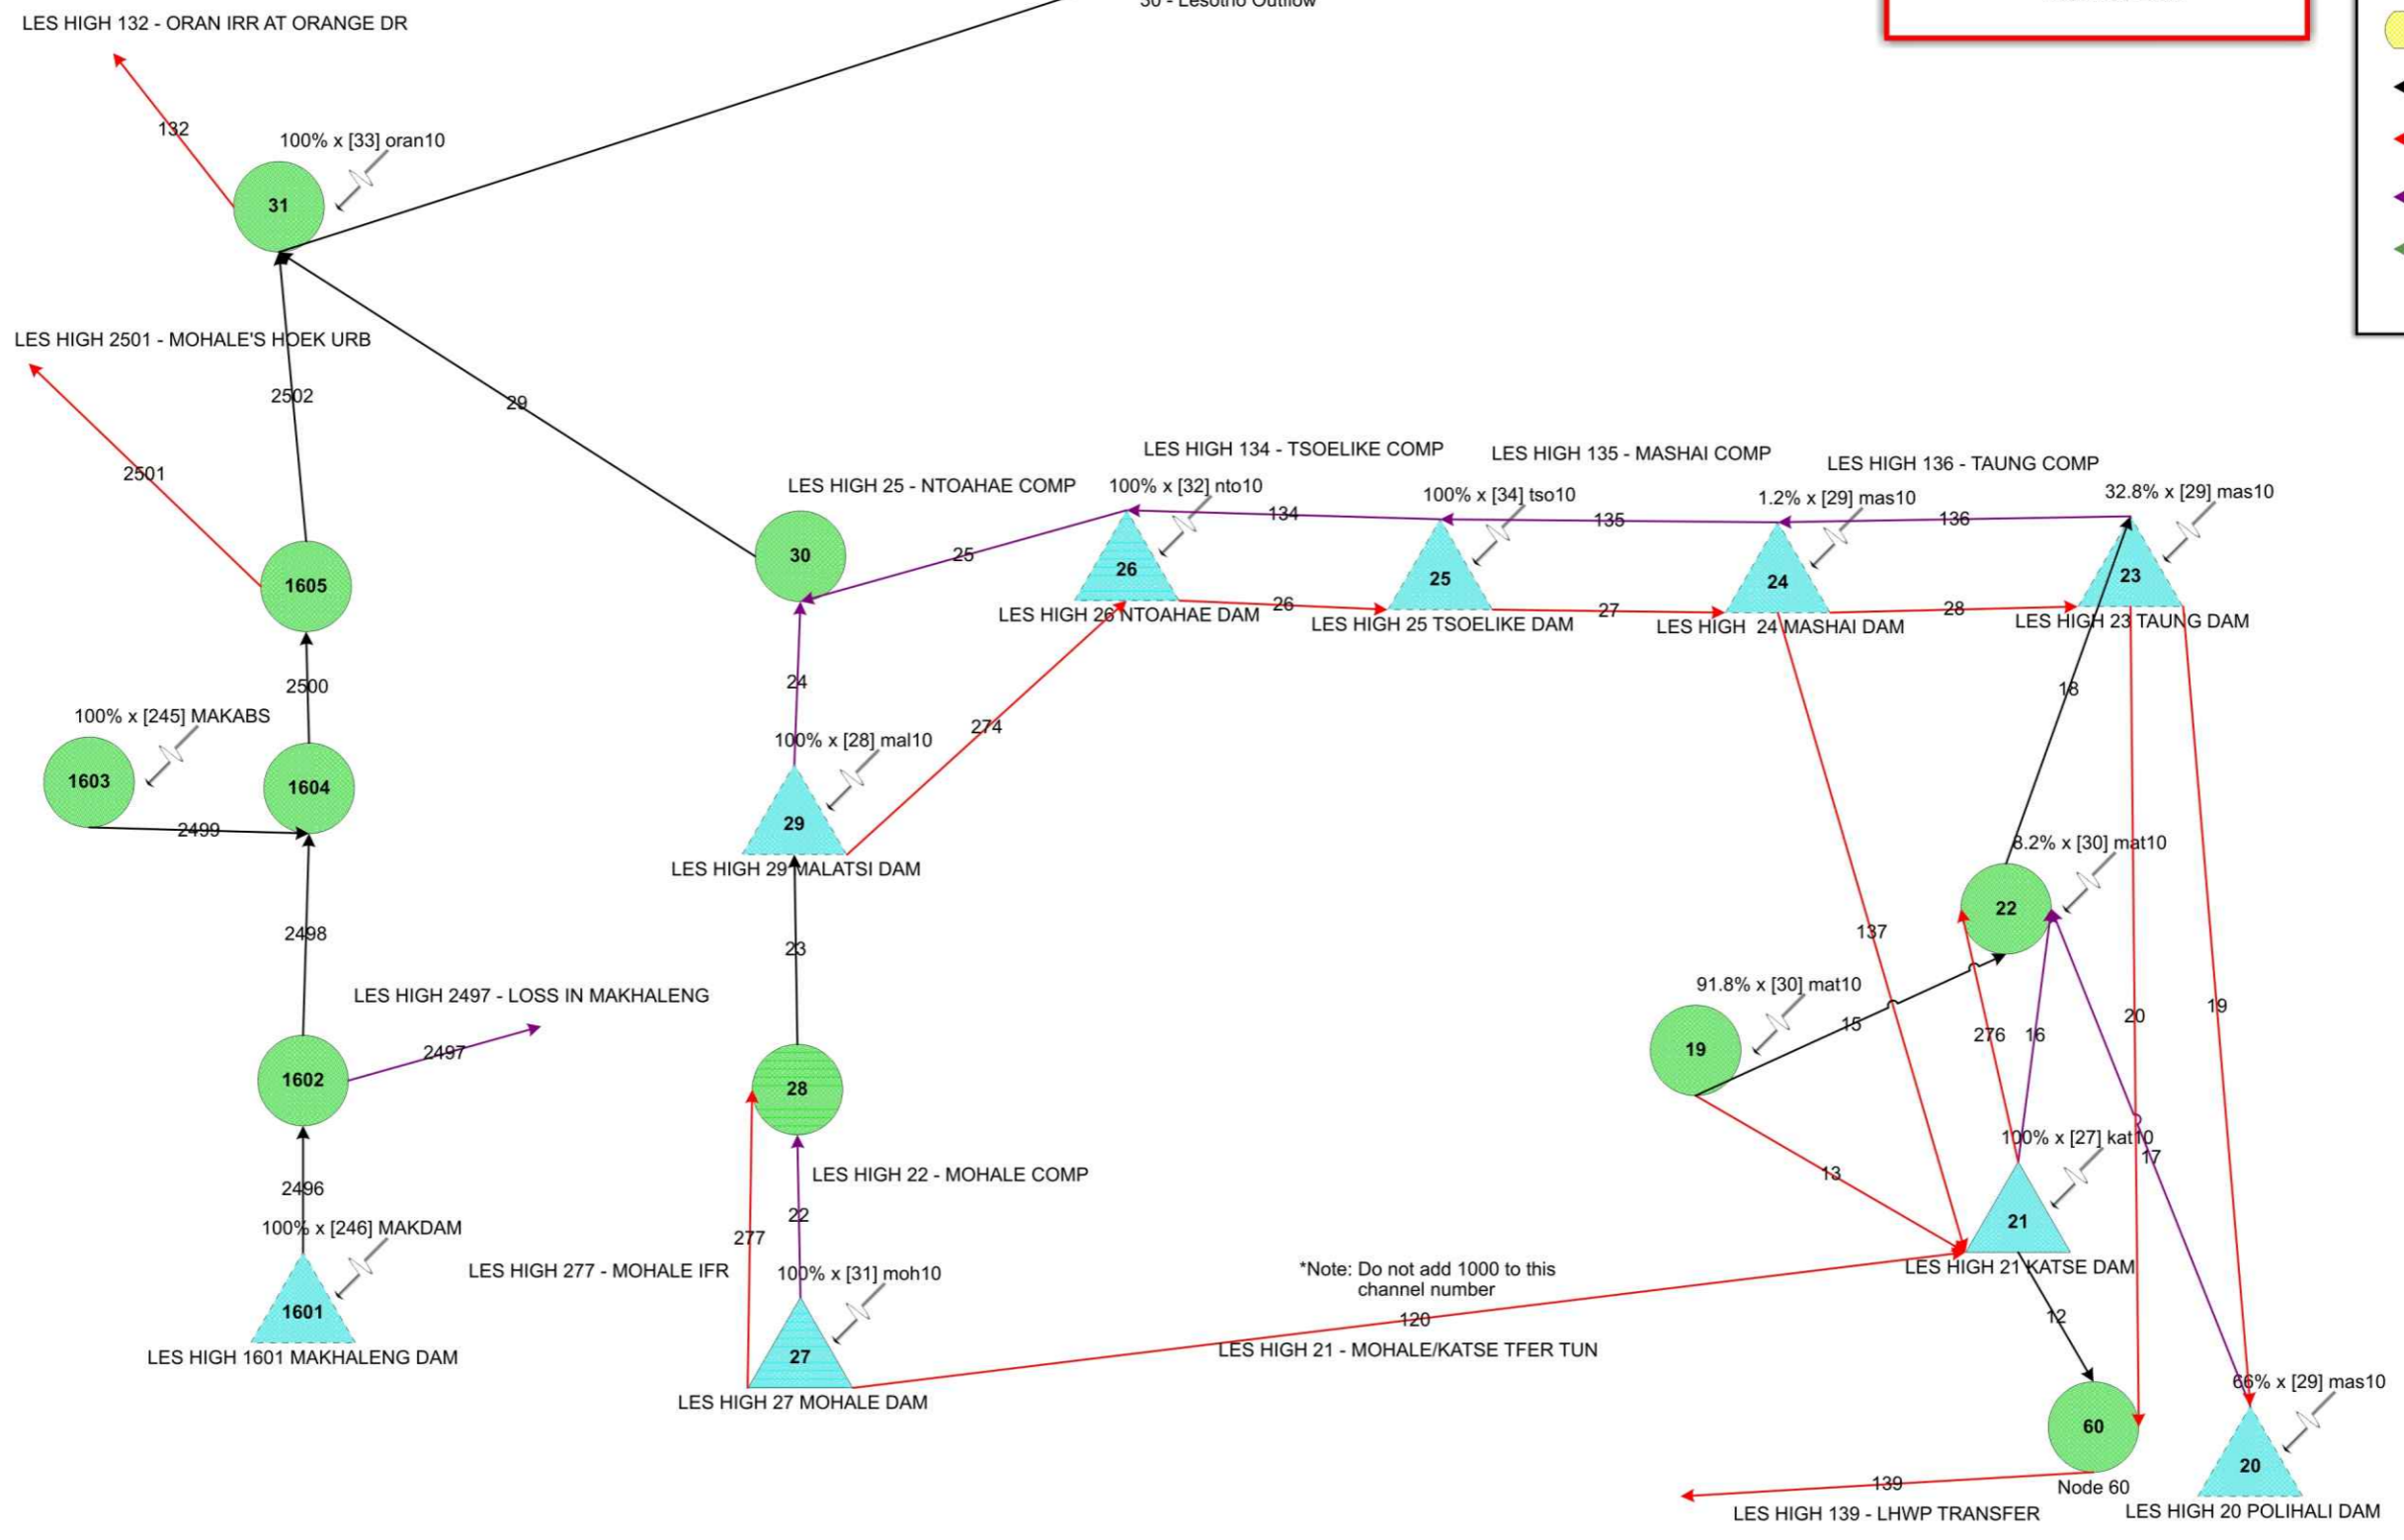 30 - Lesotho Outflow
LES HIGH 132 - ORAN IRR AT ORANGE DR
132
100% x [33] oran10
31
LES HIGH 2501 - MOHALE'S HOEK URB
2502
29
2501
LES HIGH 134 - TSOELIKE COMP
LES HIGH 135 - MASHAI COMP
LES HIGH 136 - TAUNG COMP
LES HIGH 25 - NTOAHAE COMP
100% x [32] nto10
100% x [34] tso10
1.2% x [29] mas10
32.8% x [29] mas10
134
135
136
30
25
26
25
24
23
1605
26
27
28
LES HIGH 26 NTOAHAE DAM
LES HIGH 25 TSOELIKE DAM
LES HIGH 24 MASHAI DAM
LES HIGH 23 TAUNG DAM
2500
24
18
100% x [245] MAKABS
274
100% x [28] mal10
1603
1604
2499
29
LES HIGH 29 MALATSI DAM
8.2% x [30] mat10
22
2498
23
137
LES HIGH 2497 - LOSS IN MAKHALENG
91.8% x [30] mat10
19
20
15
276
16
19
2497
1602
28
100% x [27] kat10
17
LES HIGH 22 - MOHALE COMP
13
2496
22
21
100% x [246] MAKDAM
277
LES HIGH 277 - MOHALE IFR
100% x [31] moh10
*Note: Do not add 1000 to this
channel number
LES HIGH 21 KATSE DAM
1601
120
12
LES HIGH 21 - MOHALE/KATSE TFER TUN
LES HIGH 1601 MAKHALENG DAM
27
LES HIGH 27 MOHALE DAM
66% x [29] mas10
60
20
139
Node 60
LES HIGH 139 - LHWP TRANSFER
LES HIGH 20 POLIHALI DAM